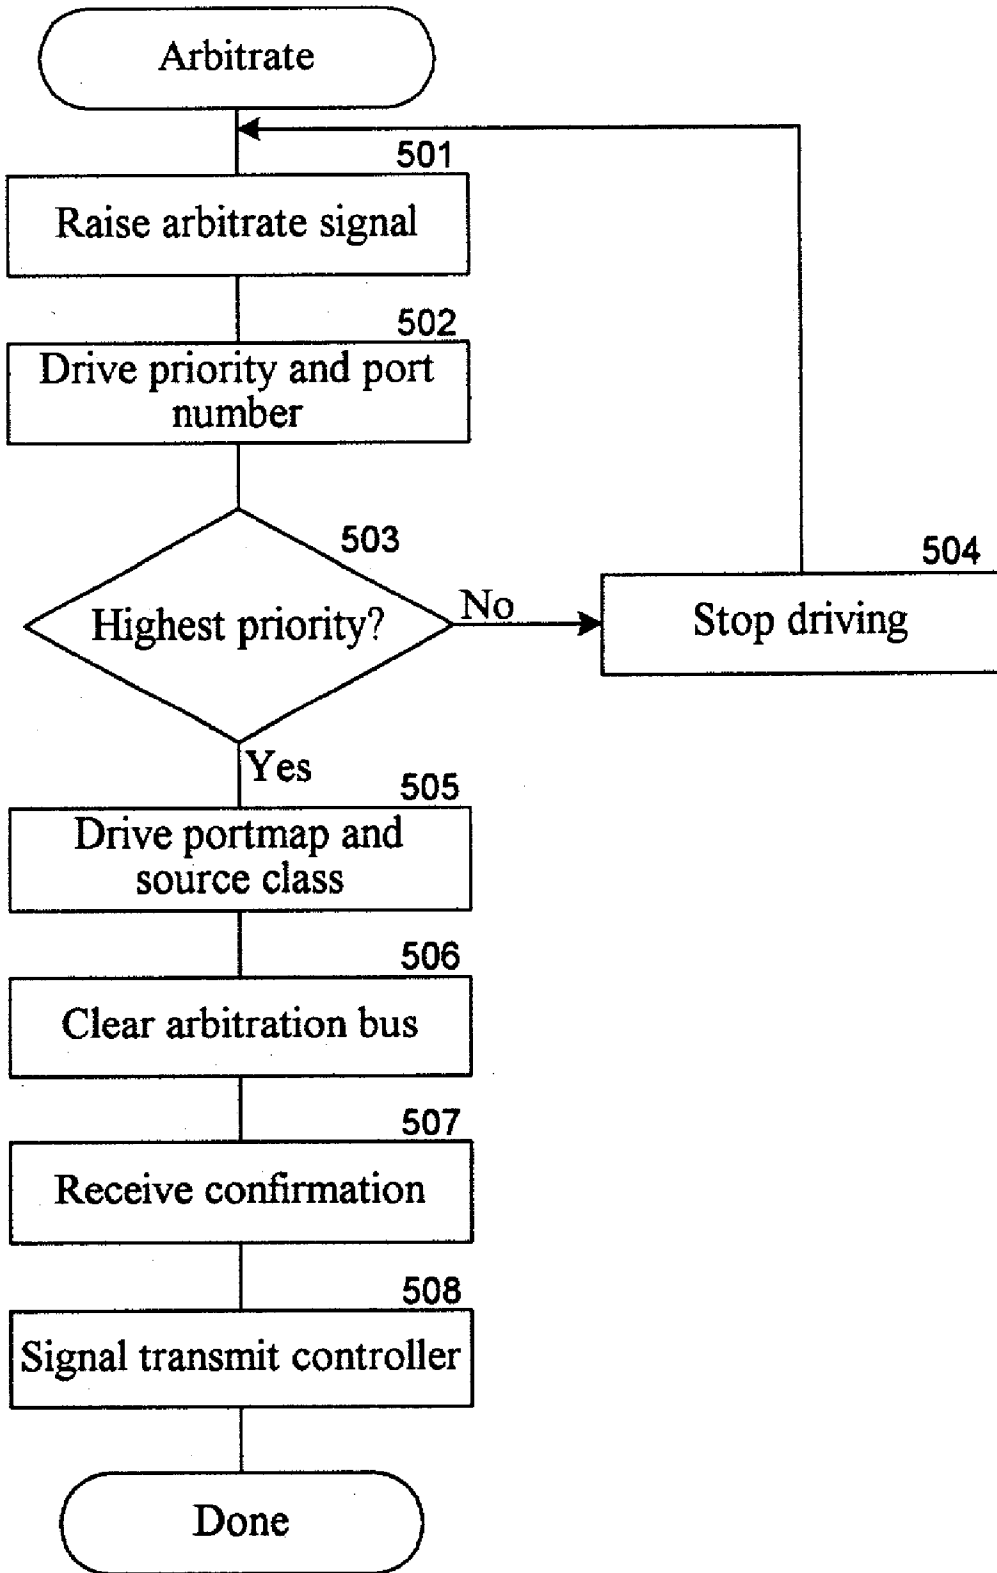 Arbitrate
501
Raise arbitrate signal
502
Drive priority and port
number
503
Highest priority?
No
504
Stop driving
Yes
505
Drive portmap and
source class
506
Clear arbitration bus
507
Receive confirmation
508
Signal transmit controller
Done